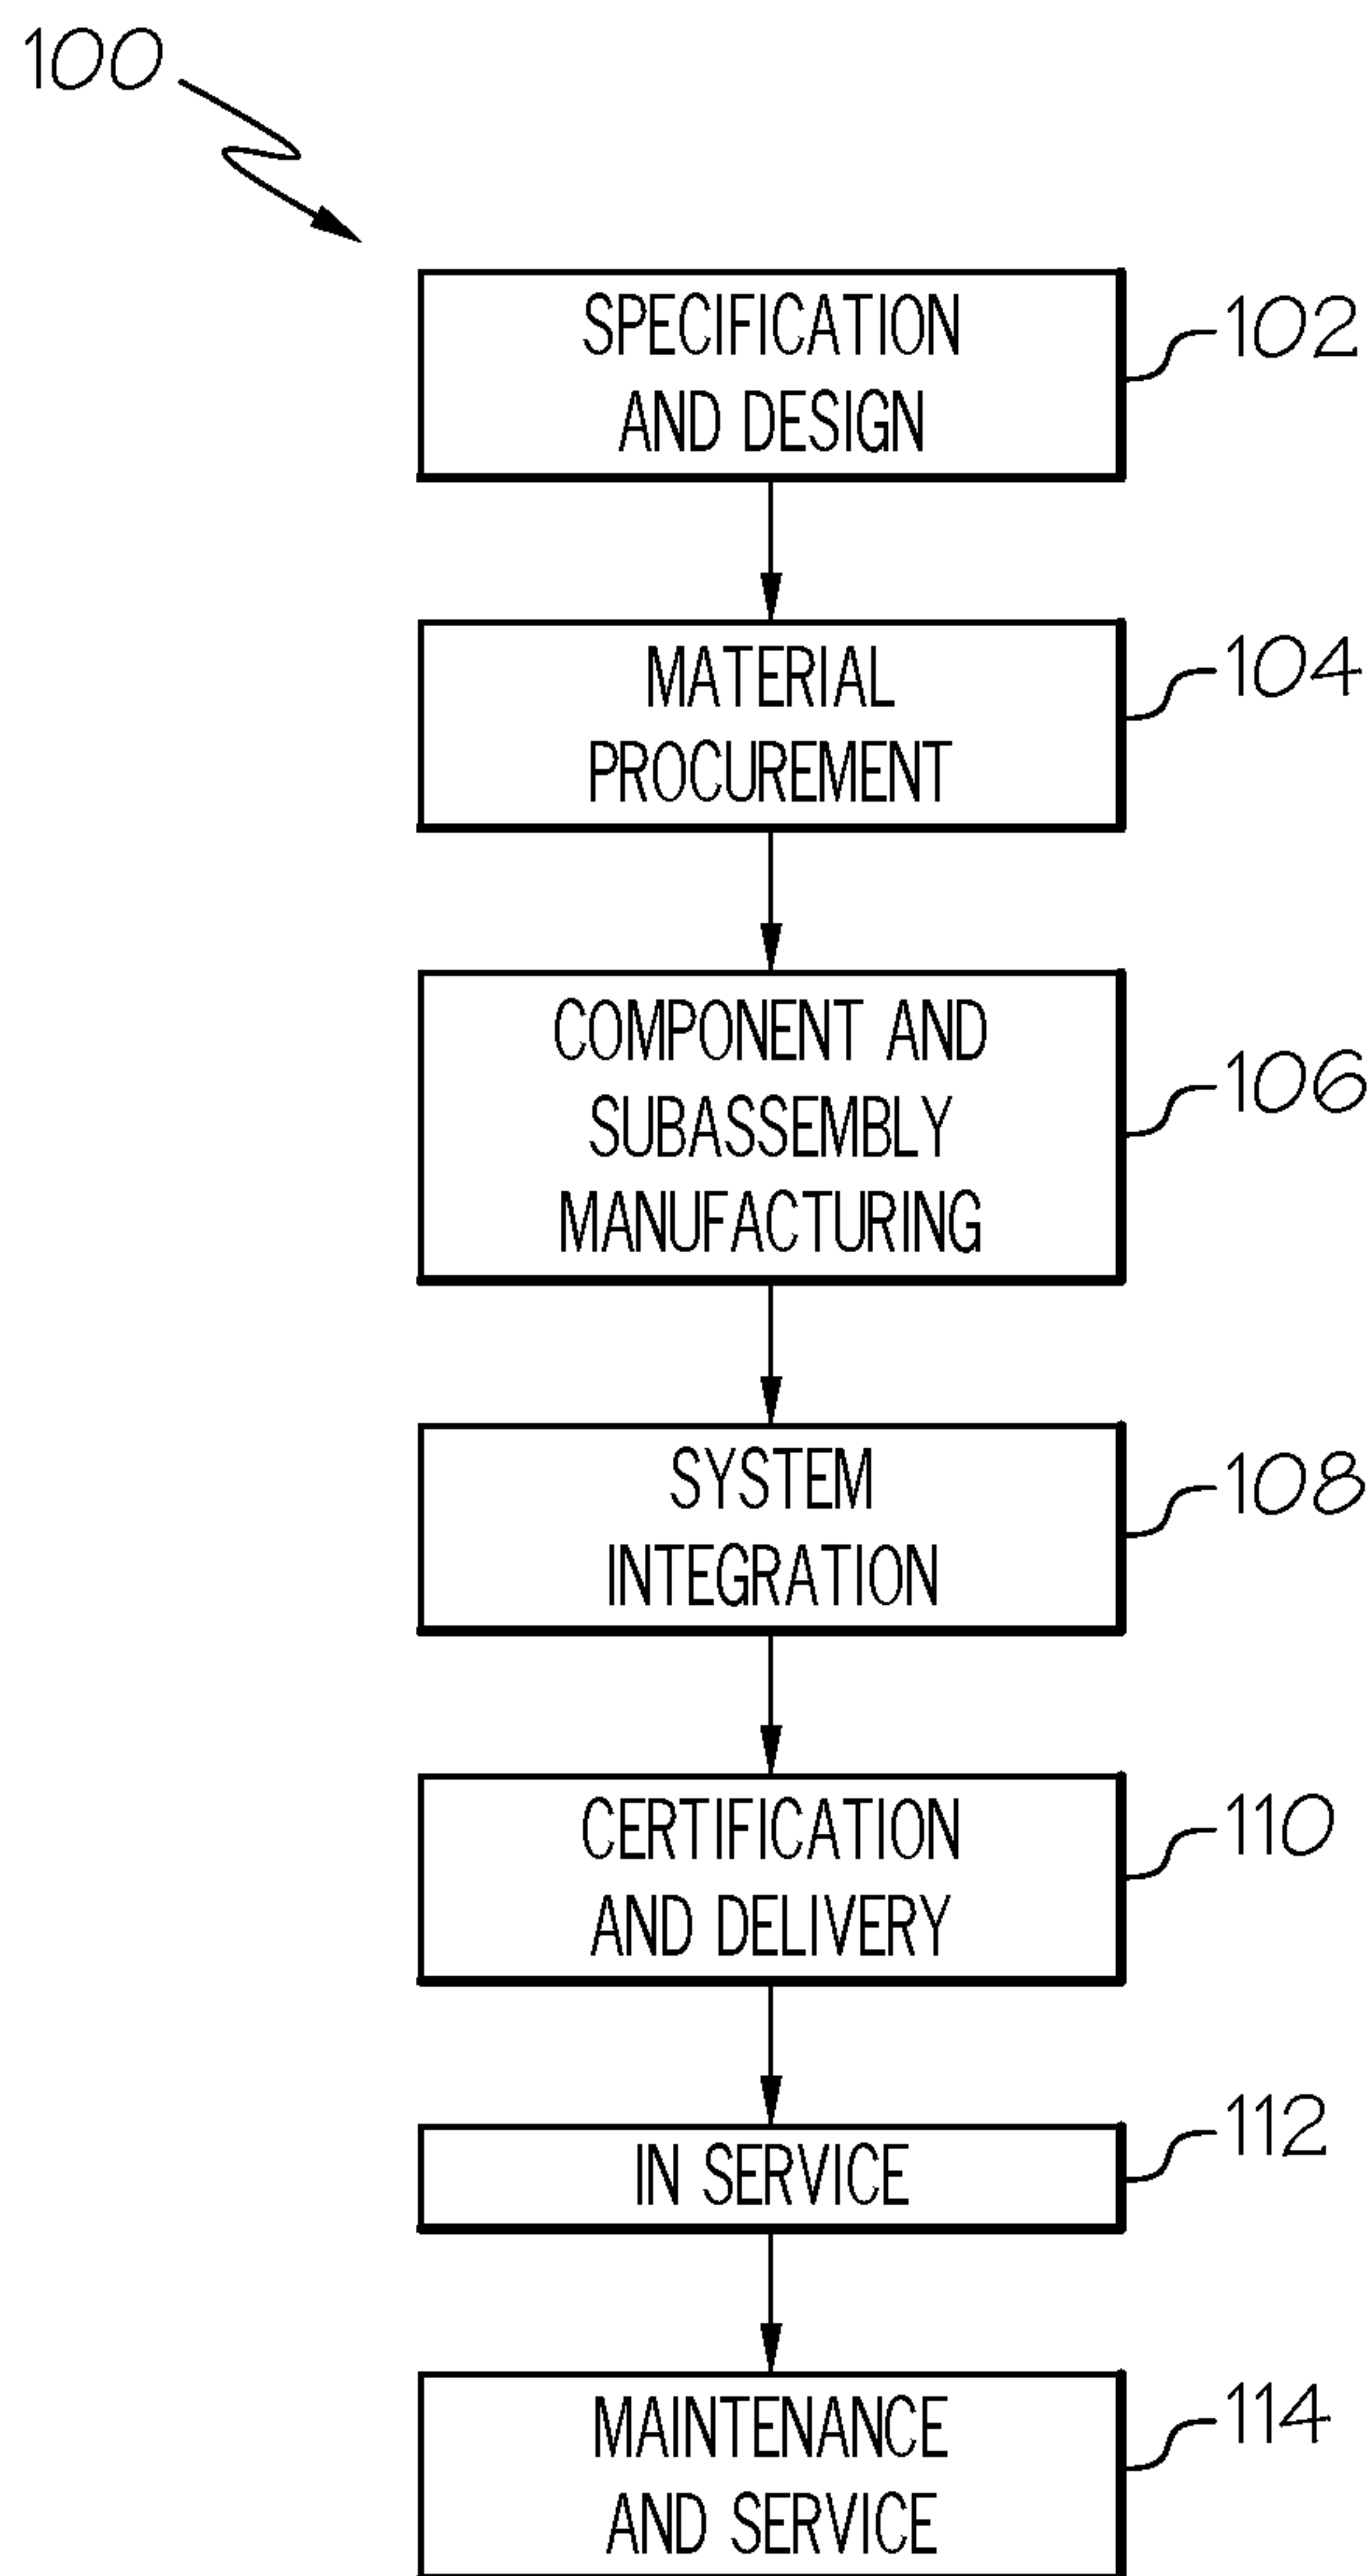 100
SPECIFICATION
AND DESIGN
102
MATERIAL
PROCUREMENT
104
COMPONENT AND
SUBASSEMBLY
MANUFACTURING
106
SYSTEM
INTEGRATION
108
CERTIFICATION
AND DELIVERY
110
IN SERVICE
112
MAINTENANCE
AND SERVICE
114